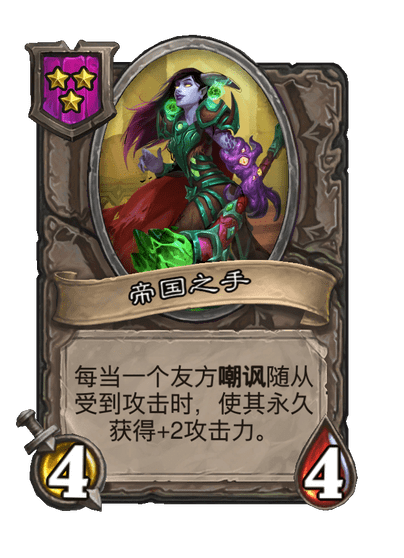 帝国之手
每当一个友方嘲讽随从
受到攻击时，使其永久
获得+2攻击力。
4
4